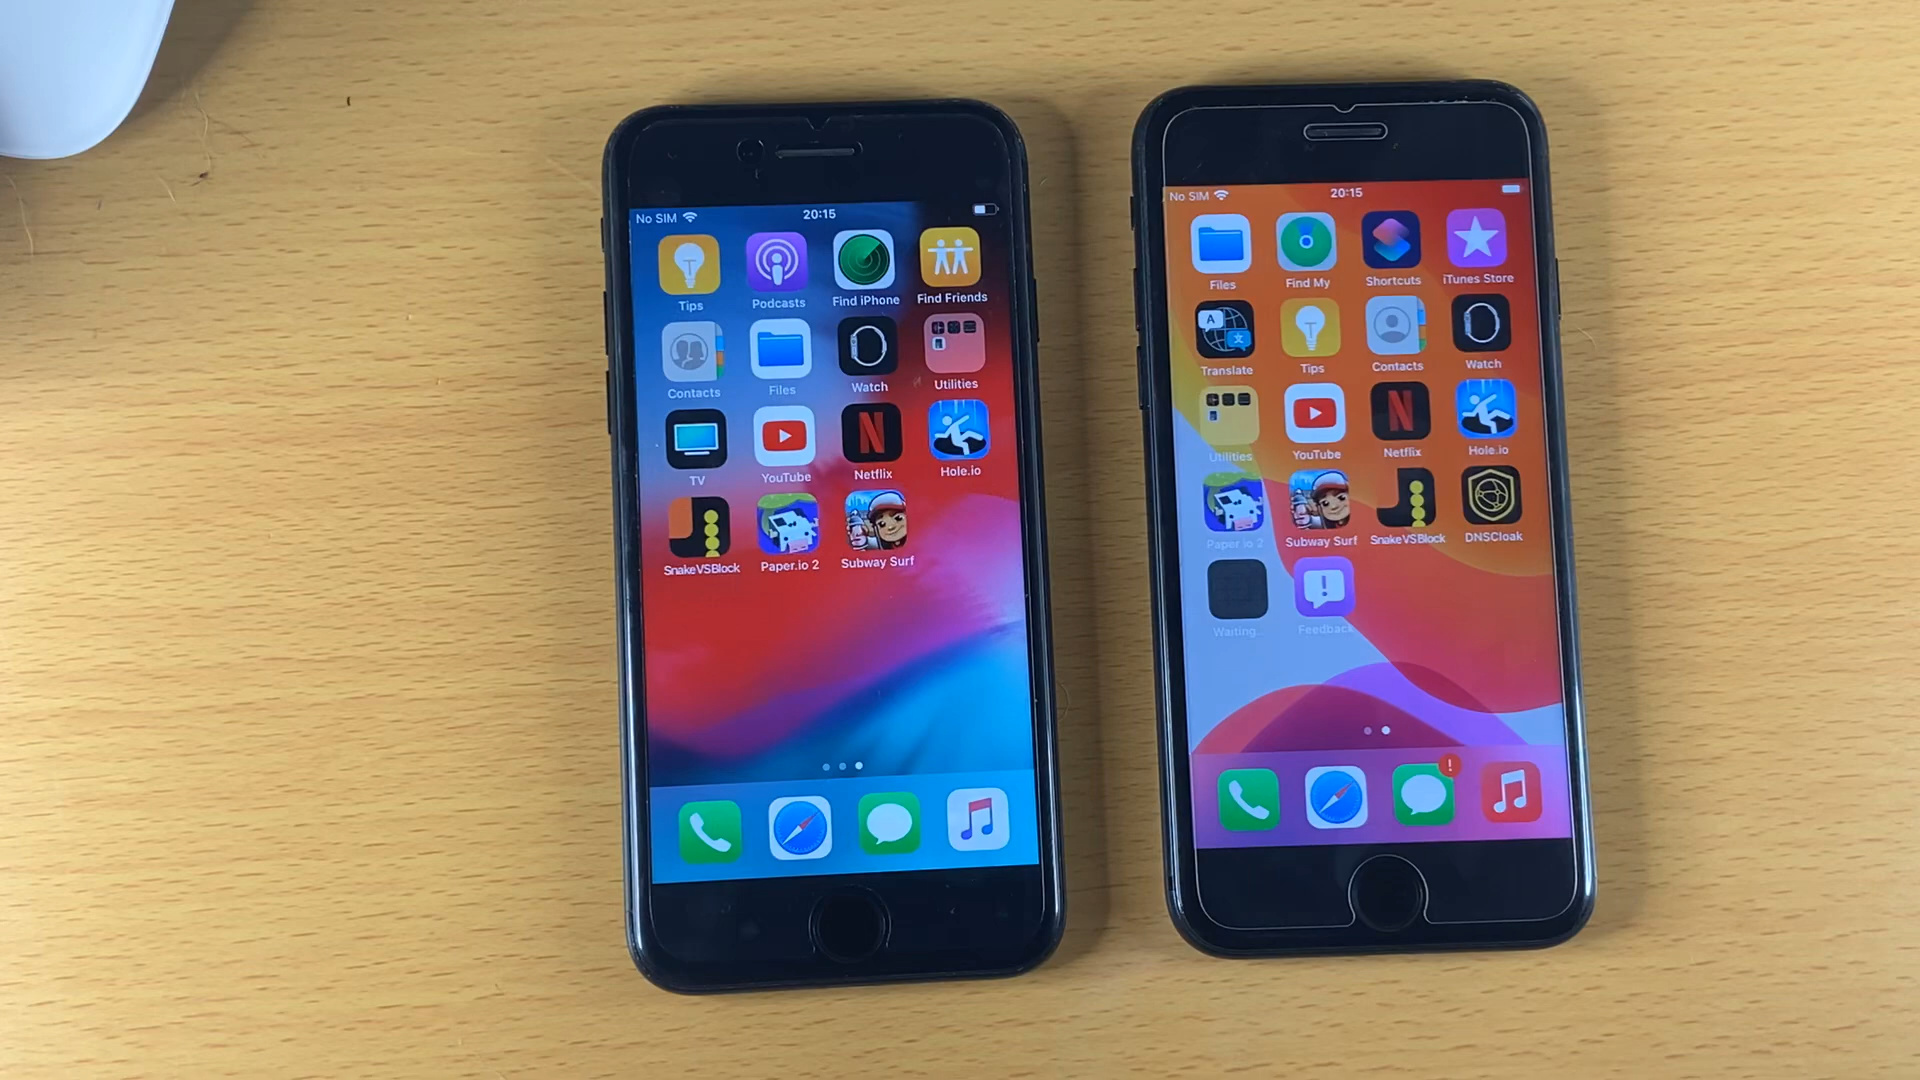 No SIM
20:15
Tips
Podcasts
Find iPhone
Find Friends
Contacts
Files
Watch
Utilities
TV
YouTube
Netflix
Hole.io
SnakeVSBlock
Paper.io 2
Subway Surf
No SIM
20:15
Files
Find My
Shortcuts
iTunes Store
A
文
Translate
Tips
Contacts
Watch
Utilities
YouTube
N
Netflix
Hole.io
Paper.io 2
Subway Surf
SnakeVSBlock
DNSCloak
Waiting...
Feedback
!